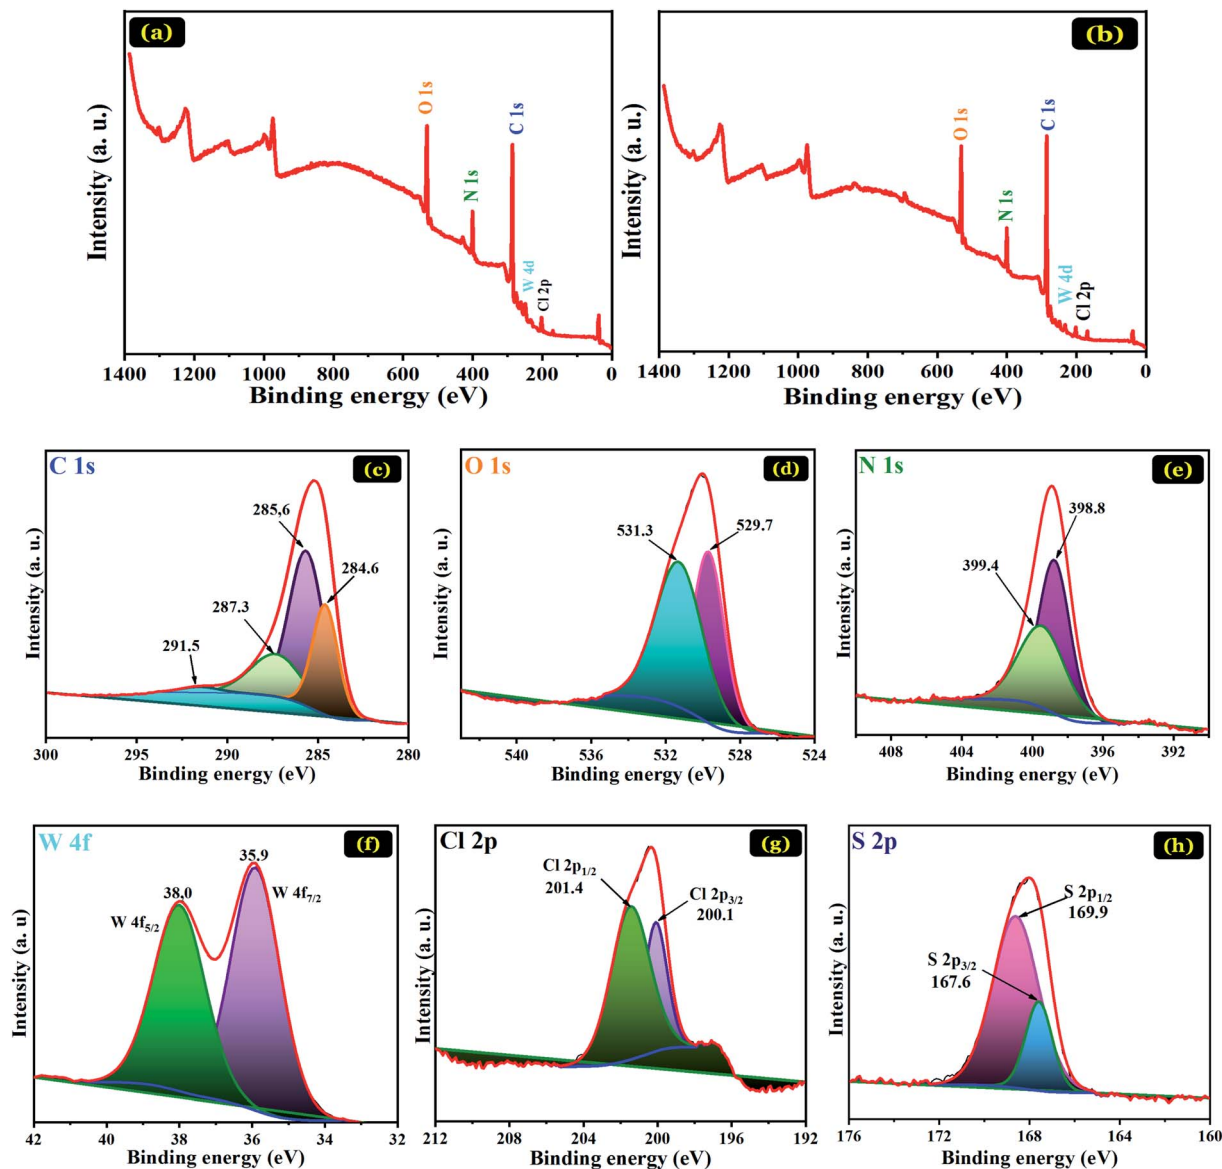 (a)
O 1s
C 1s
N 1s
W 4d
Cl 2p
Intensity (a. u.)
1400 1200 1000 800 600 400 200 0
Binding energy (eV)
(b)
O 1s
C 1s
N 1s
W 4d
Cl 2p
Intensity (a. u.)
1400 1200 1000 800 600 400 200 0
Binding energy (eV)
C 1s
(c)
285,6
284.6
287.3
291.5
Intensity (a. u.)
300 295 290 285 280
Binding energy (eV)
O 1s
(d)
531.3
529.7
Intensity (a. u.)
540 536 532 528 524
Binding energy (eV)
N 1s
(e)
398.8
399.4
Intensity (a. u.)
408 404 400 396 392
Binding energy (eV)
W 4f
(f)
35.9
38.0
W 4f7/2
W 4f5/2
Intensity (a. u.)
42 40 38 36 34 32
Binding energy (eV)
Cl 2p
(g)
Cl 2p1/2
201.4
Cl 2p3/2
200.1
Intensity (a. u.)
212 208 204 200 196 192
Binding energy (eV)
S 2p
(h)
S 2p1/2
169.9
S 2p3/2
167.6
Intensity (a. u)
176 172 168 164 160
Binding energy (eV)